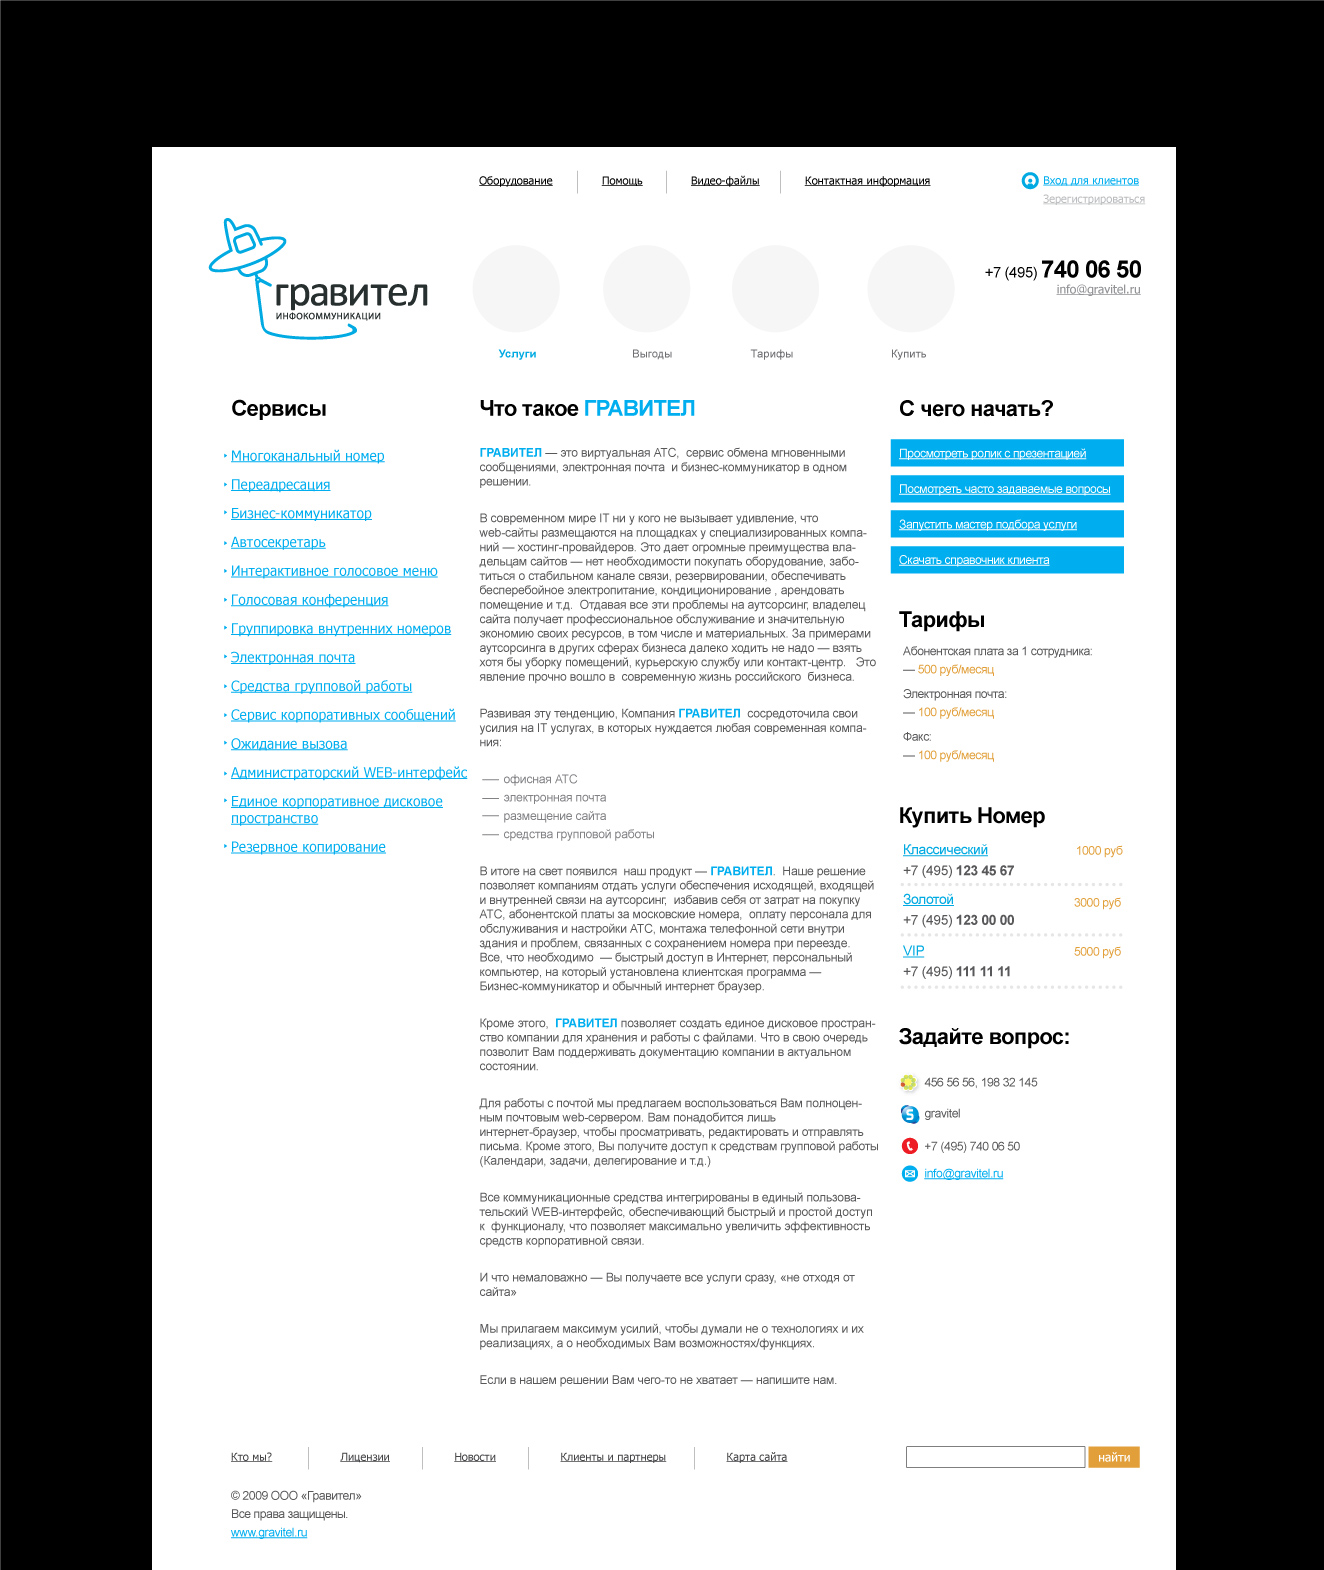 Оборудование
Помощь
Видео-файлы
Контактная информация
Вход для клиентов
Зерегистрироваться
гравител
ИНФОКОММУНИКАЦИИ
+7 (495) 740 06 50
info@gravitel.ru
Услуги
Выгоды
Тарифы
Купить
Сервисы
Многоканальный номер
Переадресация
Бизнес-коммуникатор
Автосекретарь
Интерактивное голосовое меню
Голосовая конференция
Группировка внутренних номеров
Электронная почта
Средства групповой работы
Сервис корпоративных сообщений
Ожидание вызова
Администраторский WEB-интерфейс
Единое корпоративное дисковое
пространство
Резервное копирование
Что такое ГРАВИТЕЛ
ГРАВИТЕЛ — это виртуальная АТС,  сервис обмена мгновенными
сообщениями, электронная почта  и бизнес-коммуникатор в одном
решении.
В современном мире IT ни у кого не вызывает удивление, что
web-сайты размещаются на площадках у специализированных компа-
ний — хостинг-провайдеров. Это дает огромные преимущества вла-
дельцам сайтов — нет необходимости покупать оборудование, забо-
титься о стабильном канале связи, резервировании, обеспечивать
бесперебойное электропитание, кондиционирование , арендовать
помещение и т.д.  Отдавая все эти проблемы на аутсорсинг, владелец
сайта получает профессиональное обслуживание и значительную
экономию своих ресурсов, в том числе и материальных. За примерами
аутсорсинга в других сферах бизнеса далеко ходить не надо — взять
хотя бы уборку помещений, курьерскую службу или контакт-центр.   Это
явление прочно вошло в  современную жизнь российского  бизнеса.
Развивая эту тенденцию, Компания ГРАВИТЕЛ  сосредоточила свои
усилия на IT услугах, в которых нуждается любая современная компа-
ния:
— офисная АТС
— электронная почта
— размещение сайта
— средства групповой работы
В итоге на свет появился  наш продукт — ГРАВИТЕЛ.  Наше решение
позволяет компаниям отдать услуги обеспечения исходящей, входящей
и внутренней связи на аутсорсинг,  избавив себя от затрат на покупку
АТС, абонентской платы за московские номера,  оплату персонала для
обслуживания и настройки АТС, монтажа телефонной сети внутри
здания и проблем, связанных с сохранением номера при переезде.
Все, что необходимо  — быстрый доступ в Интернет, персональный
компьютер, на который установлена клиентская программа —
Бизнес-коммуникатор и обычный интернет браузер.
Кроме этого,  ГРАВИТЕЛ позволяет создать единое дисковое простран-
ство компании для хранения и работы с файлами. Что в свою очередь
позволит Вам поддерживать документацию компании в актуальном
состоянии.
Для работы с почтой мы предлагаем воспользоваться Вам полноцен-
ным почтовым web-сервером. Вам понадобится лишь
интернет-браузер, чтобы просматривать, редактировать и отправлять
письма. Кроме этого, Вы получите доступ к средствам групповой работы
(Календари, задачи, делегирование и т.д.)
Все коммуникационные средства интегрированы в единый пользова-
тельский WEB-интерфейс, обеспечивающий быстрый и простой доступ
к  функционалу, что позволяет максимально увеличить эффективность
средств корпоративной связи.
И что немаловажно — Вы получаете все услуги сразу, «не отходя от
сайта»
Мы прилагаем максимум усилий, чтобы думали не о технологиях и их
реализациях, а о необходимых Вам возможностях/функциях.
Если в нашем решении Вам чего-то не хватает — напишите нам.
С чего начать?
Просмотреть ролик с презентацией
Посмотреть часто задаваемые вопросы
Запустить мастер подбора услуги
Скачать справочник клиента
Тарифы
Абонентская плата за 1 сотрудника:
— 500 руб/месяц
Электронная почта:
— 100 руб/месяц
Факс:
— 100 руб/месяц
Купить Номер
Классический 1000 руб
+7 (495) 123 45 67
Золотой 3000 руб
+7 (495) 123 00 00
VIP 5000 руб
+7 (495) 111 11 11
Задайте вопрос:
456 56 56, 198 32 145
gravitel
+7 (495) 740 06 50
info@gravitel.ru
Кто мы?
Лицензии
Новости
Клиенты и партнеры
Карта сайта
найти
© 2009 ООО «Гравител»
Все права защищены.
www.gravitel.ru